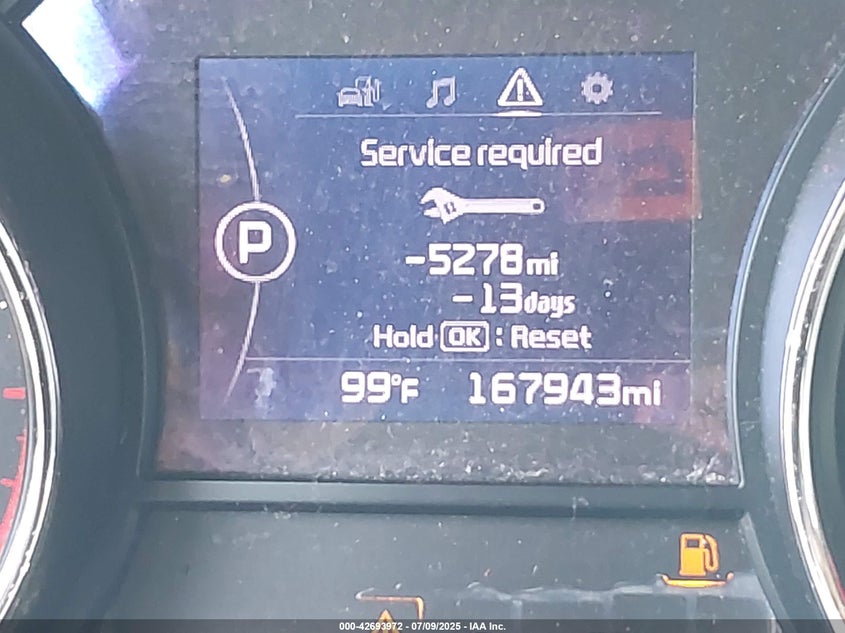 Service required
P
-5278mi
-13days
Hold OK : Reset
99°F 167943mi
000-42693972 - 07/09/2025 - IAA Inc.